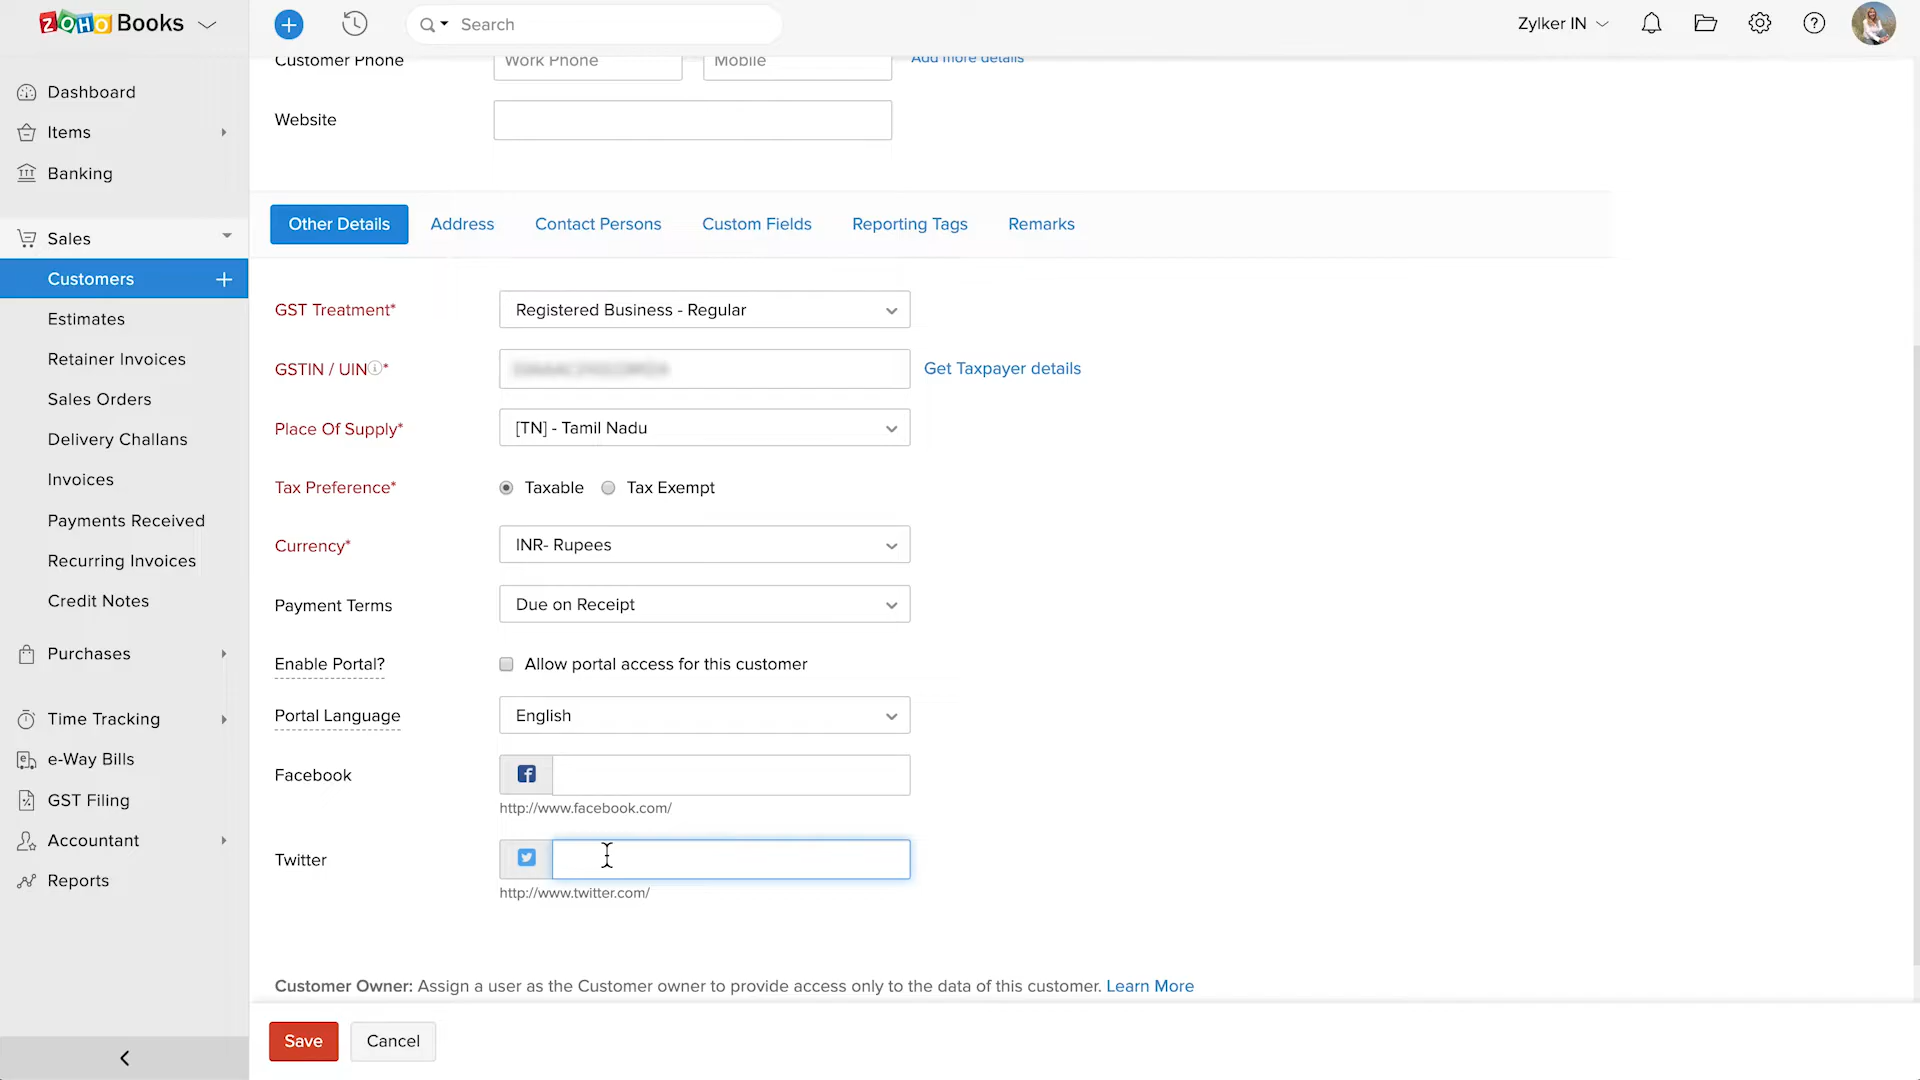 ZOHO Books
Search
Zylker IN
Dashboard
Items
Banking
Sales
Customers
Estimates
Retainer Invoices
Sales Orders
Delivery Challans
Invoices
Payments Received
Recurring Invoices
Credit Notes
Purchases
Time Tracking
e-Way Bills
GST Filing
Accountant
Reports
Customer Phone Work Phone Mobile Add more details
Website
Other Details Address Contact Persons Custom Fields Reporting Tags Remarks
GST Treatment* Registered Business - Regular
GSTIN / UIN* Get Taxpayer details
Place Of Supply* [TN] - Tamil Nadu
Tax Preference* Taxable Tax Exempt
Currency* INR- Rupees
Payment Terms Due on Receipt
Enable Portal? Allow portal access for this customer
Portal Language English
Facebook
http://www.facebook.com/
Twitter
http://www.twitter.com/
Customer Owner: Assign a user as the Customer owner to provide access only to the data of this customer. Learn More
Save Cancel